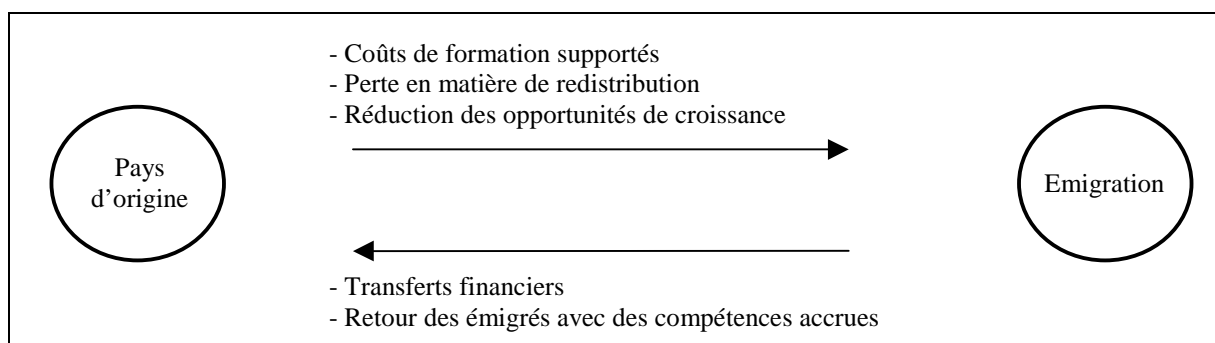 - Coûts de formation supportés
- Perte en matière de redistribution
- Réduction des opportunités de croissance
Pays
d’origine
Emigration
- Transferts financiers
- Retour des émigrés avec des compétences accrues